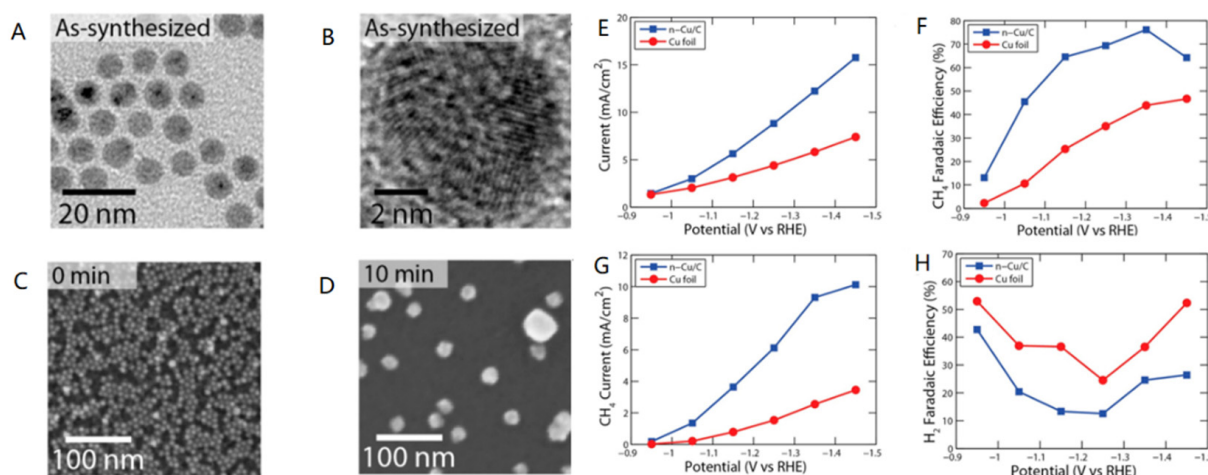 A
As-synthesized
20 nm
B
As-synthesized
2 nm
C
0 min
100 nm
D
10 min
100 nm
E
20
15
10
5
0
Current (mA/cm²)
n-Cu/C
Cu foil
-0.9 -1 -1.1 -1.2 -1.3 -1.4 -1.5
Potential (V vs RHE)
F
80
70
60
50
40
30
20
10
0
CH₄ Faradaic Efficiency (%)
n-Cu/C
Cu foil
-0.9 -1 -1.1 -1.2 -1.3 -1.4 -1.5
Potential (V vs RHE)
G
12
10
8
6
4
2
0
CH₄ Current (mA/cm²)
n-Cu/C
Cu foil
-0.9 -1 -1.1 -1.2 -1.3 -1.4 -1.5
Potential (V vs RHE)
H
70
60
50
40
30
20
10
0
H₂ Faradaic Efficiency (%)
n-Cu/C
Cu foil
-0.9 -1 -1.1 -1.2 -1.3 -1.4
Potential (V vs RHE)